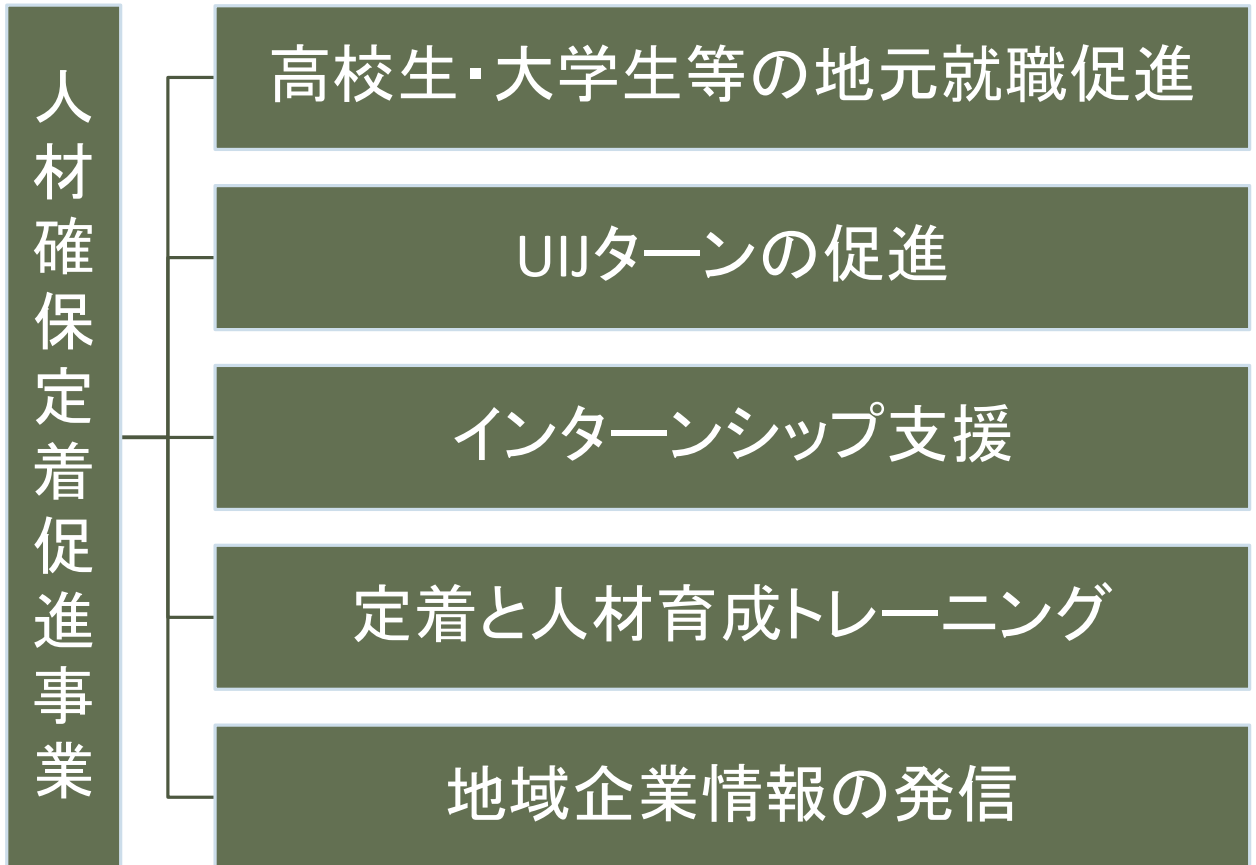 人材確保定着促進事業
高校生・大学生等の地元就職促進
UIJターンの促進
インターンシップ支援
定着と人材育成トレーニング
地域企業情報の発信